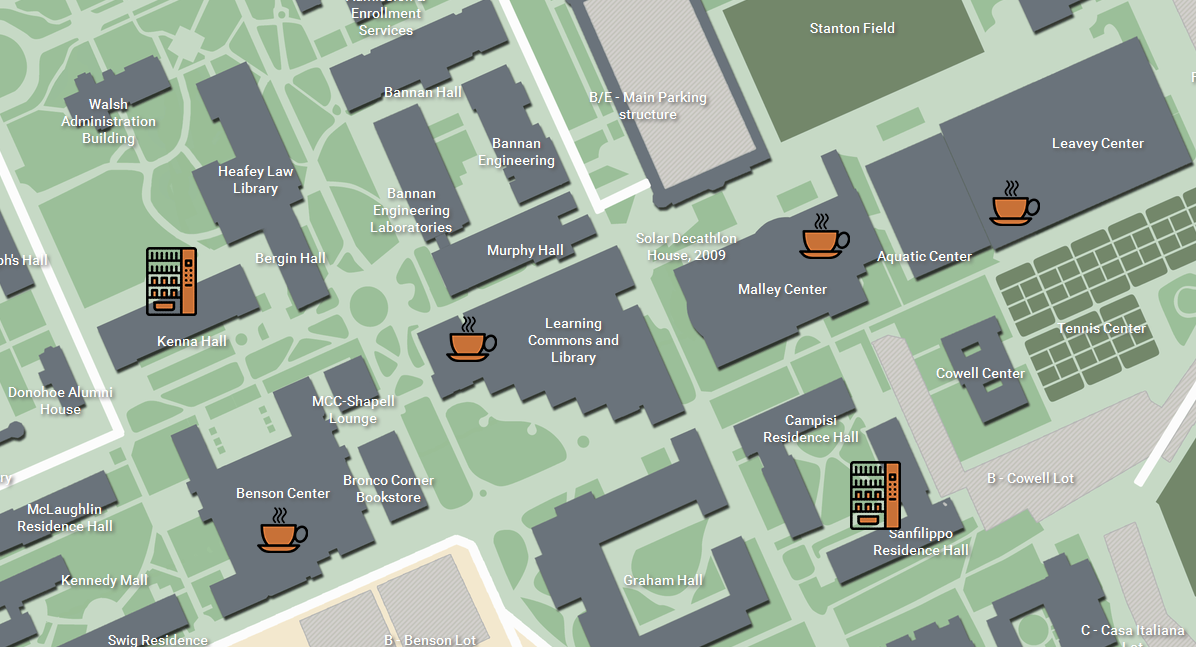 Enrollment
Services
Stanton Field
Bannan Hall
B/E - Main Parking
structure
Walsh
Administration
Building
Leavey Center
Bannan
Engineering
Heafey Law
Library
Bannan
Engineering
Laboratories
Solar Decathlon
House, 2009
Murphy Hall
Aquatic Center
Bergin Hall
ph's Hall
Malley Center
Learning
Commons and
Library
Tennis Center
Kenna Hall
Cowell Center
Donohoe Alumni
House
MCC-Shapell
Lounge
Campisi
Residence Hall
B - Cowell Lot
Bronco Corner
Bookstore
Benson Center
ry
McLaughlin
Residence Hall
Sanfilippo
Residence Hall
Kennedy Mall
Graham Hall
Swig Residence
B - Benson Lot
C - Casa Italiana